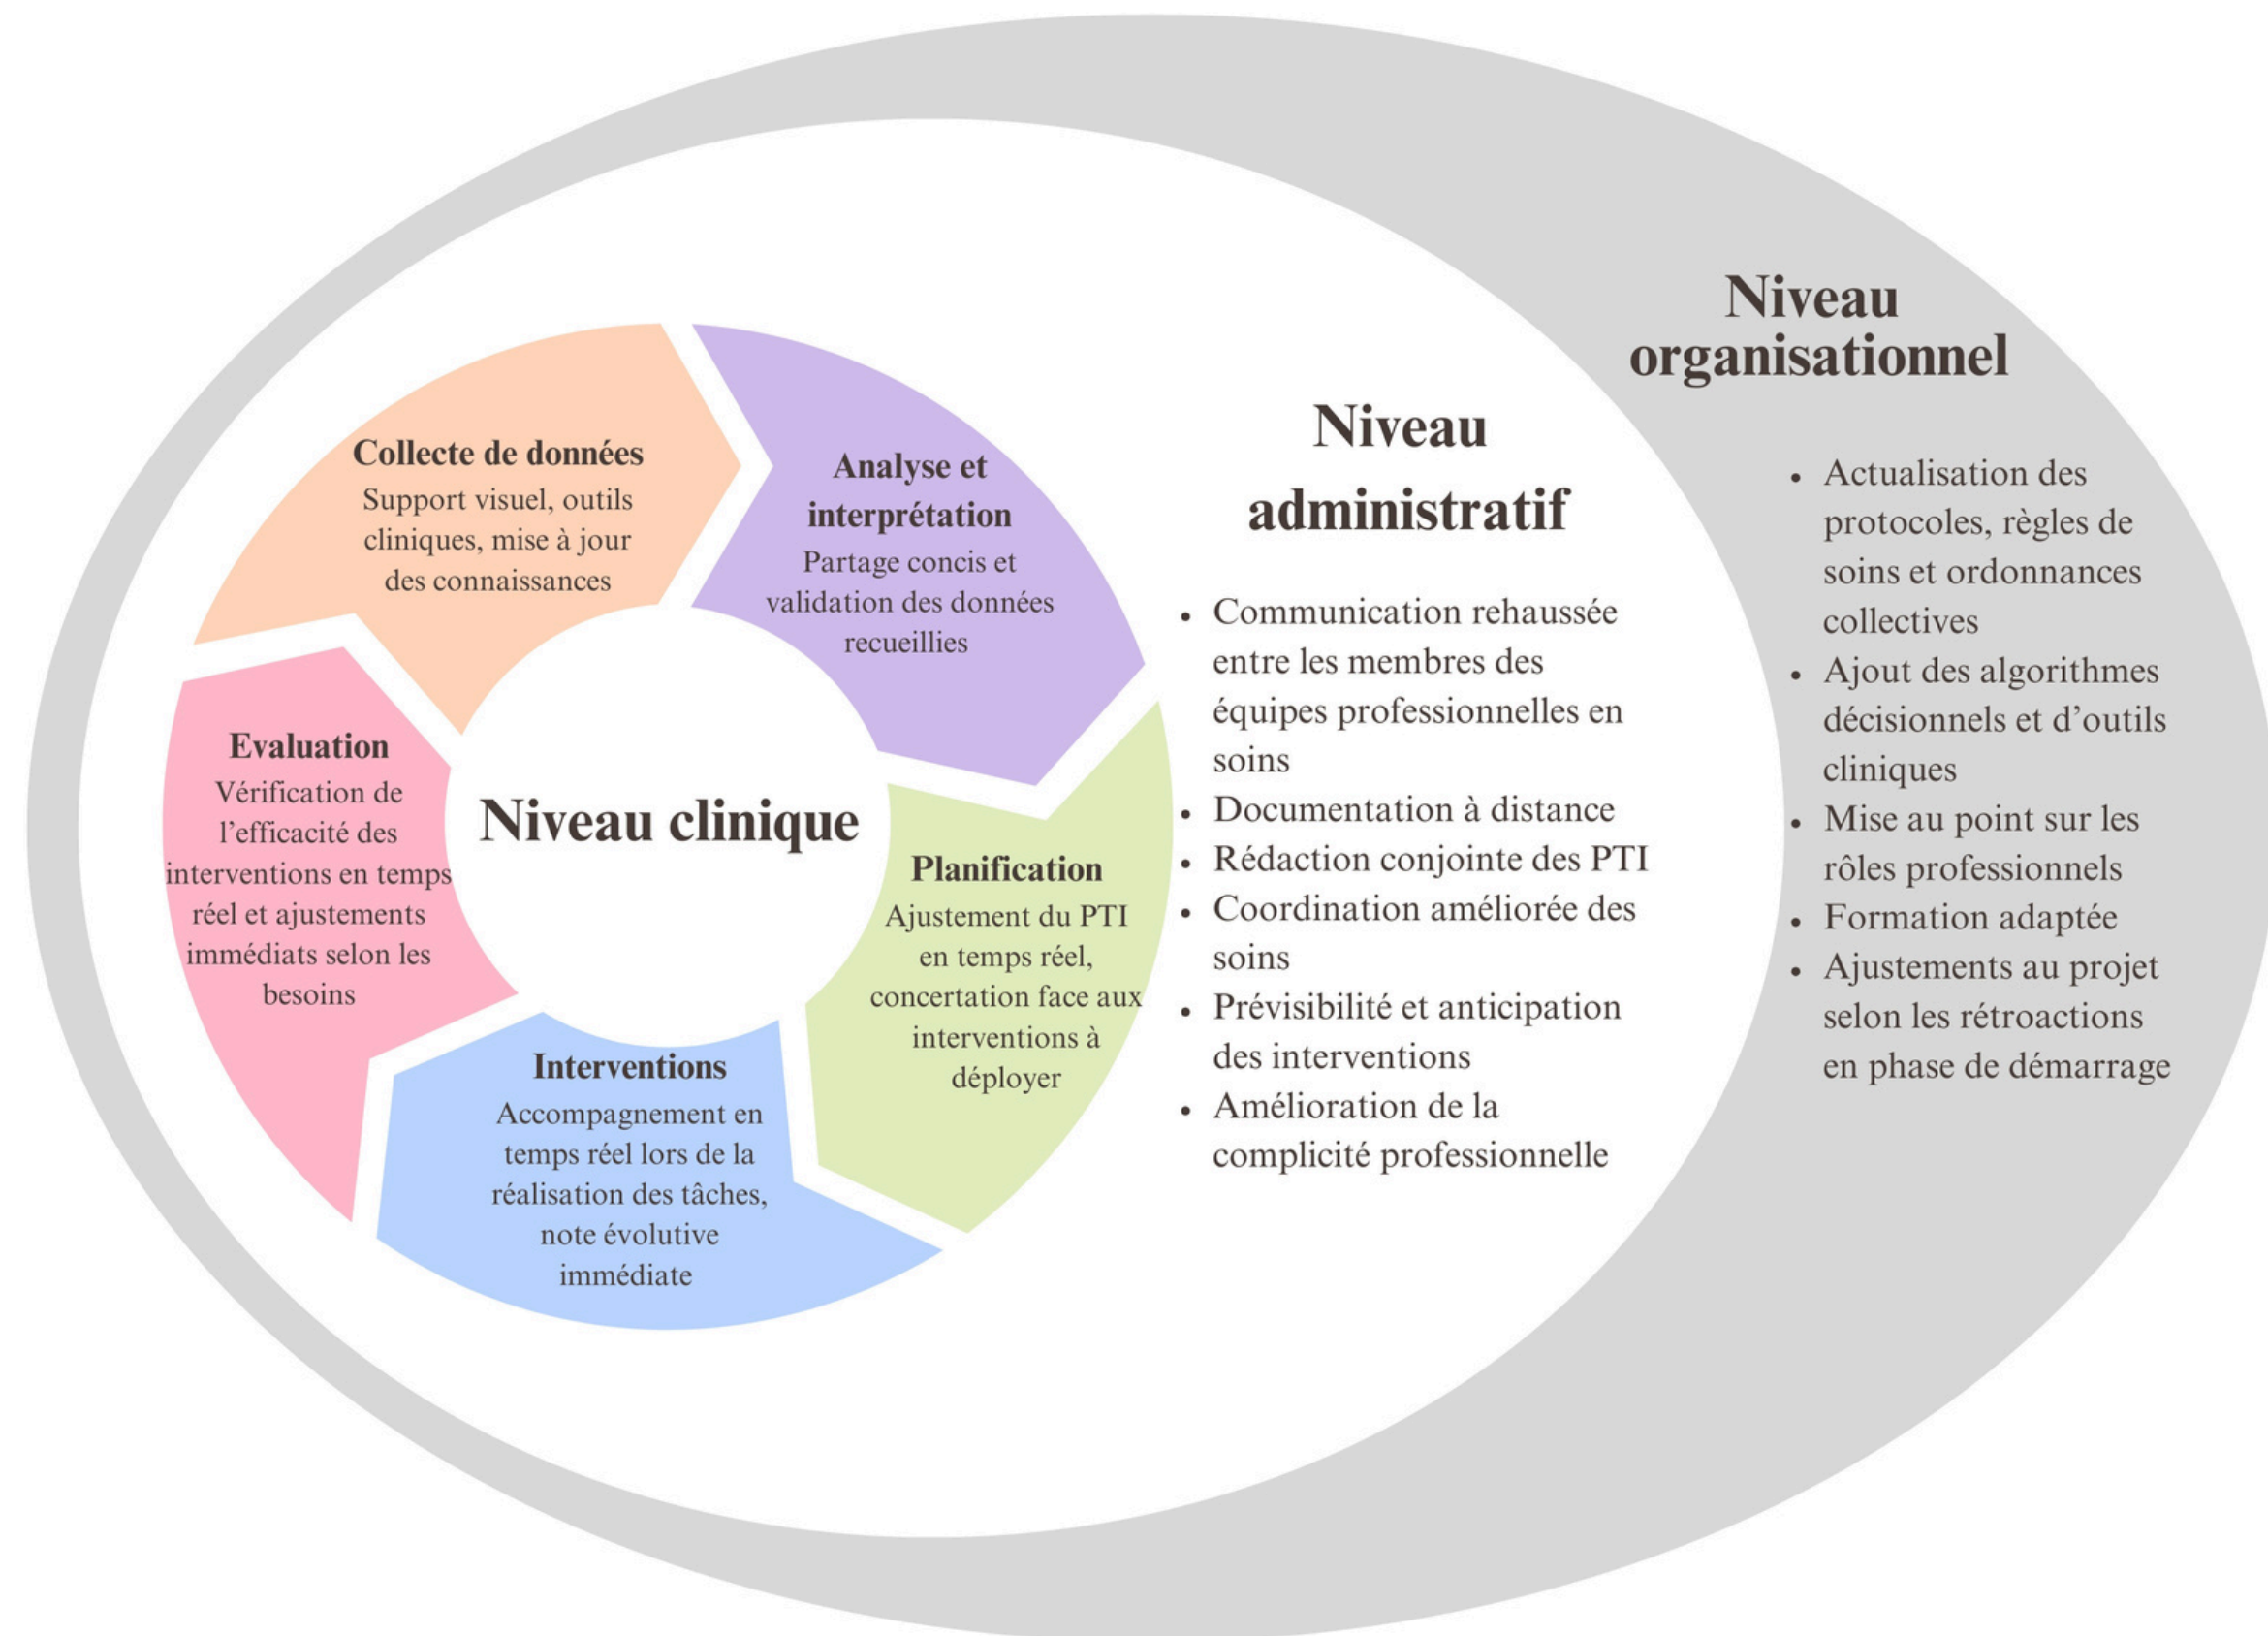 Collecte de données
Support visuel, outils
cliniques, mise à jour
des connaissances
Analyse et
interprétation
Partage concis et
validation des données
recueillies
Planification
Ajustement du PTI
en temps réel,
concertation face aux
interventions à
déployer
Interventions
Accompagnement en
temps réel lors de la
réalisation des tâches,
note évolutive
immédiate
Evaluation
Vérification de
l’efficacité des
interventions en temps
réel et ajustements
immédiats selon les
besoins
Niveau clinique
Niveau
administratif
• Communication rehaussée
entre les membres des
équipes professionnelles en
soins
• Documentation à distance
• Rédaction conjointe des PTI
• Coordination améliorée des
soins
• Prévisibilité et anticipation
des interventions
• Amélioration de la
complicité professionnelle
Niveau
organisationnel
• Actualisation des
protocoles, règles de
soins et ordonnances
collectives
• Ajout des algorithmes
décisionnels et d’outils
cliniques
• Mise au point sur les
rôles professionnels
• Formation adaptée
• Ajustements au projet
selon les rétroactions
en phase de démarrage